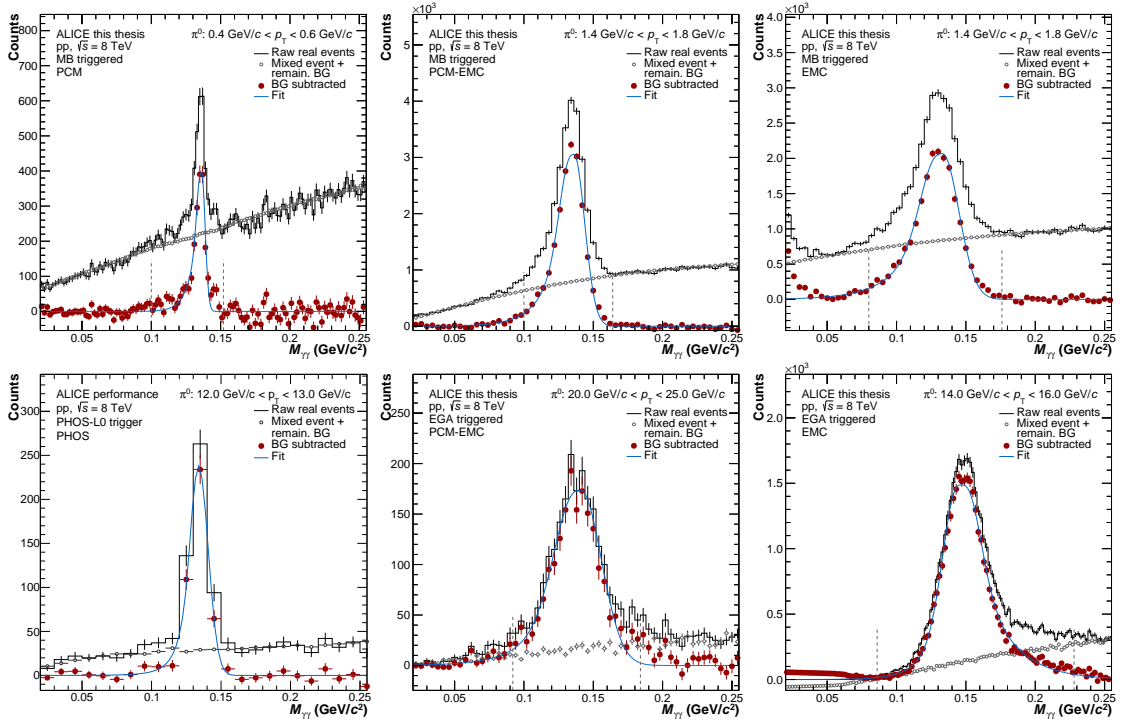 Counts
ALICE this thesis
pp, √s = 8 TeV
MB triggered
PCM
π⁰: 0.4 GeV/c < pT < 0.6 GeV/c
Raw real events
Mixed event +
remain. BG
BG subtracted
Fit
800
700
600
500
400
300
200
100
0
0.05 0.1 0.15 0.2 0.25
Mγγ (GeV/c²)
×10³
Counts
ALICE this thesis
pp, √s = 8 TeV
MB triggered
PCM-EMC
π⁰: 1.4 GeV/c < pT < 1.8 GeV/c
Raw real events
Mixed event +
remain. BG
BG subtracted
Fit
5
4
3
2
1
0
0.05 0.1 0.15 0.2 0.25
Mγγ (GeV/c²)
×10³
Counts
ALICE this thesis
pp, √s = 8 TeV
MB triggered
EMC
π⁰: 1.4 GeV/c < pT < 1.8 GeV/c
Raw real events
Mixed event +
remain. BG
BG subtracted
Fit
4.0
3.5
3.0
2.5
2.0
1.5
1.0
0.5
0.0
0.05 0.1 0.15 0.2 0.25
Mγγ (GeV/c²)
Counts
ALICE performance
pp, √s = 8 TeV
PHOS-L0 trigger
PHOS
π⁰: 12.0 GeV/c < pT < 13.0 GeV/c
Raw real events
Mixed event +
remain. BG
BG subtracted
Fit
300
250
200
150
100
50
0
0.05 0.1 0.15 0.2 0.25
Mγγ (GeV/c²)
Counts
ALICE this thesis
pp, √s = 8 TeV
EGA triggered
PCM-EMC
π⁰: 20.0 GeV/c < pT < 25.0 GeV/c
Raw real events
Mixed event +
remain. BG
BG subtracted
Fit
250
200
150
100
50
0
0.05 0.1 0.15 0.2 0.25
Mγγ (GeV/c²)
×10³
Counts
ALICE this thesis
pp, √s = 8 TeV
EGA triggered
EMC
π⁰: 14.0 GeV/c < pT < 16.0 GeV/c
Raw real events
Mixed event +
remain. BG
BG subtracted
Fit
2.0
1.5
1.0
0.5
0.0
0.05 0.1 0.15 0.2 0.25
Mγγ (GeV/c²)